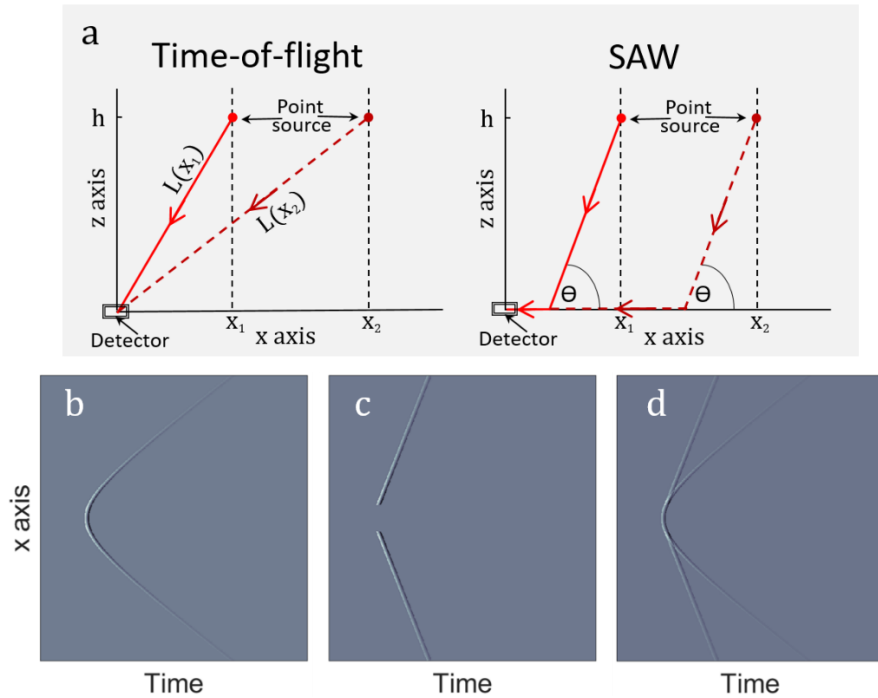 a
Time-of-flight
SAW
h
Point
source
h
Point
source
z axis
L(x₁)
L(x₂)
z axis
Θ
Θ
Detector
x₁
x axis
x₂
Detector
x₁
x axis
x₂
b
c
d
x axis
Time
Time
Time